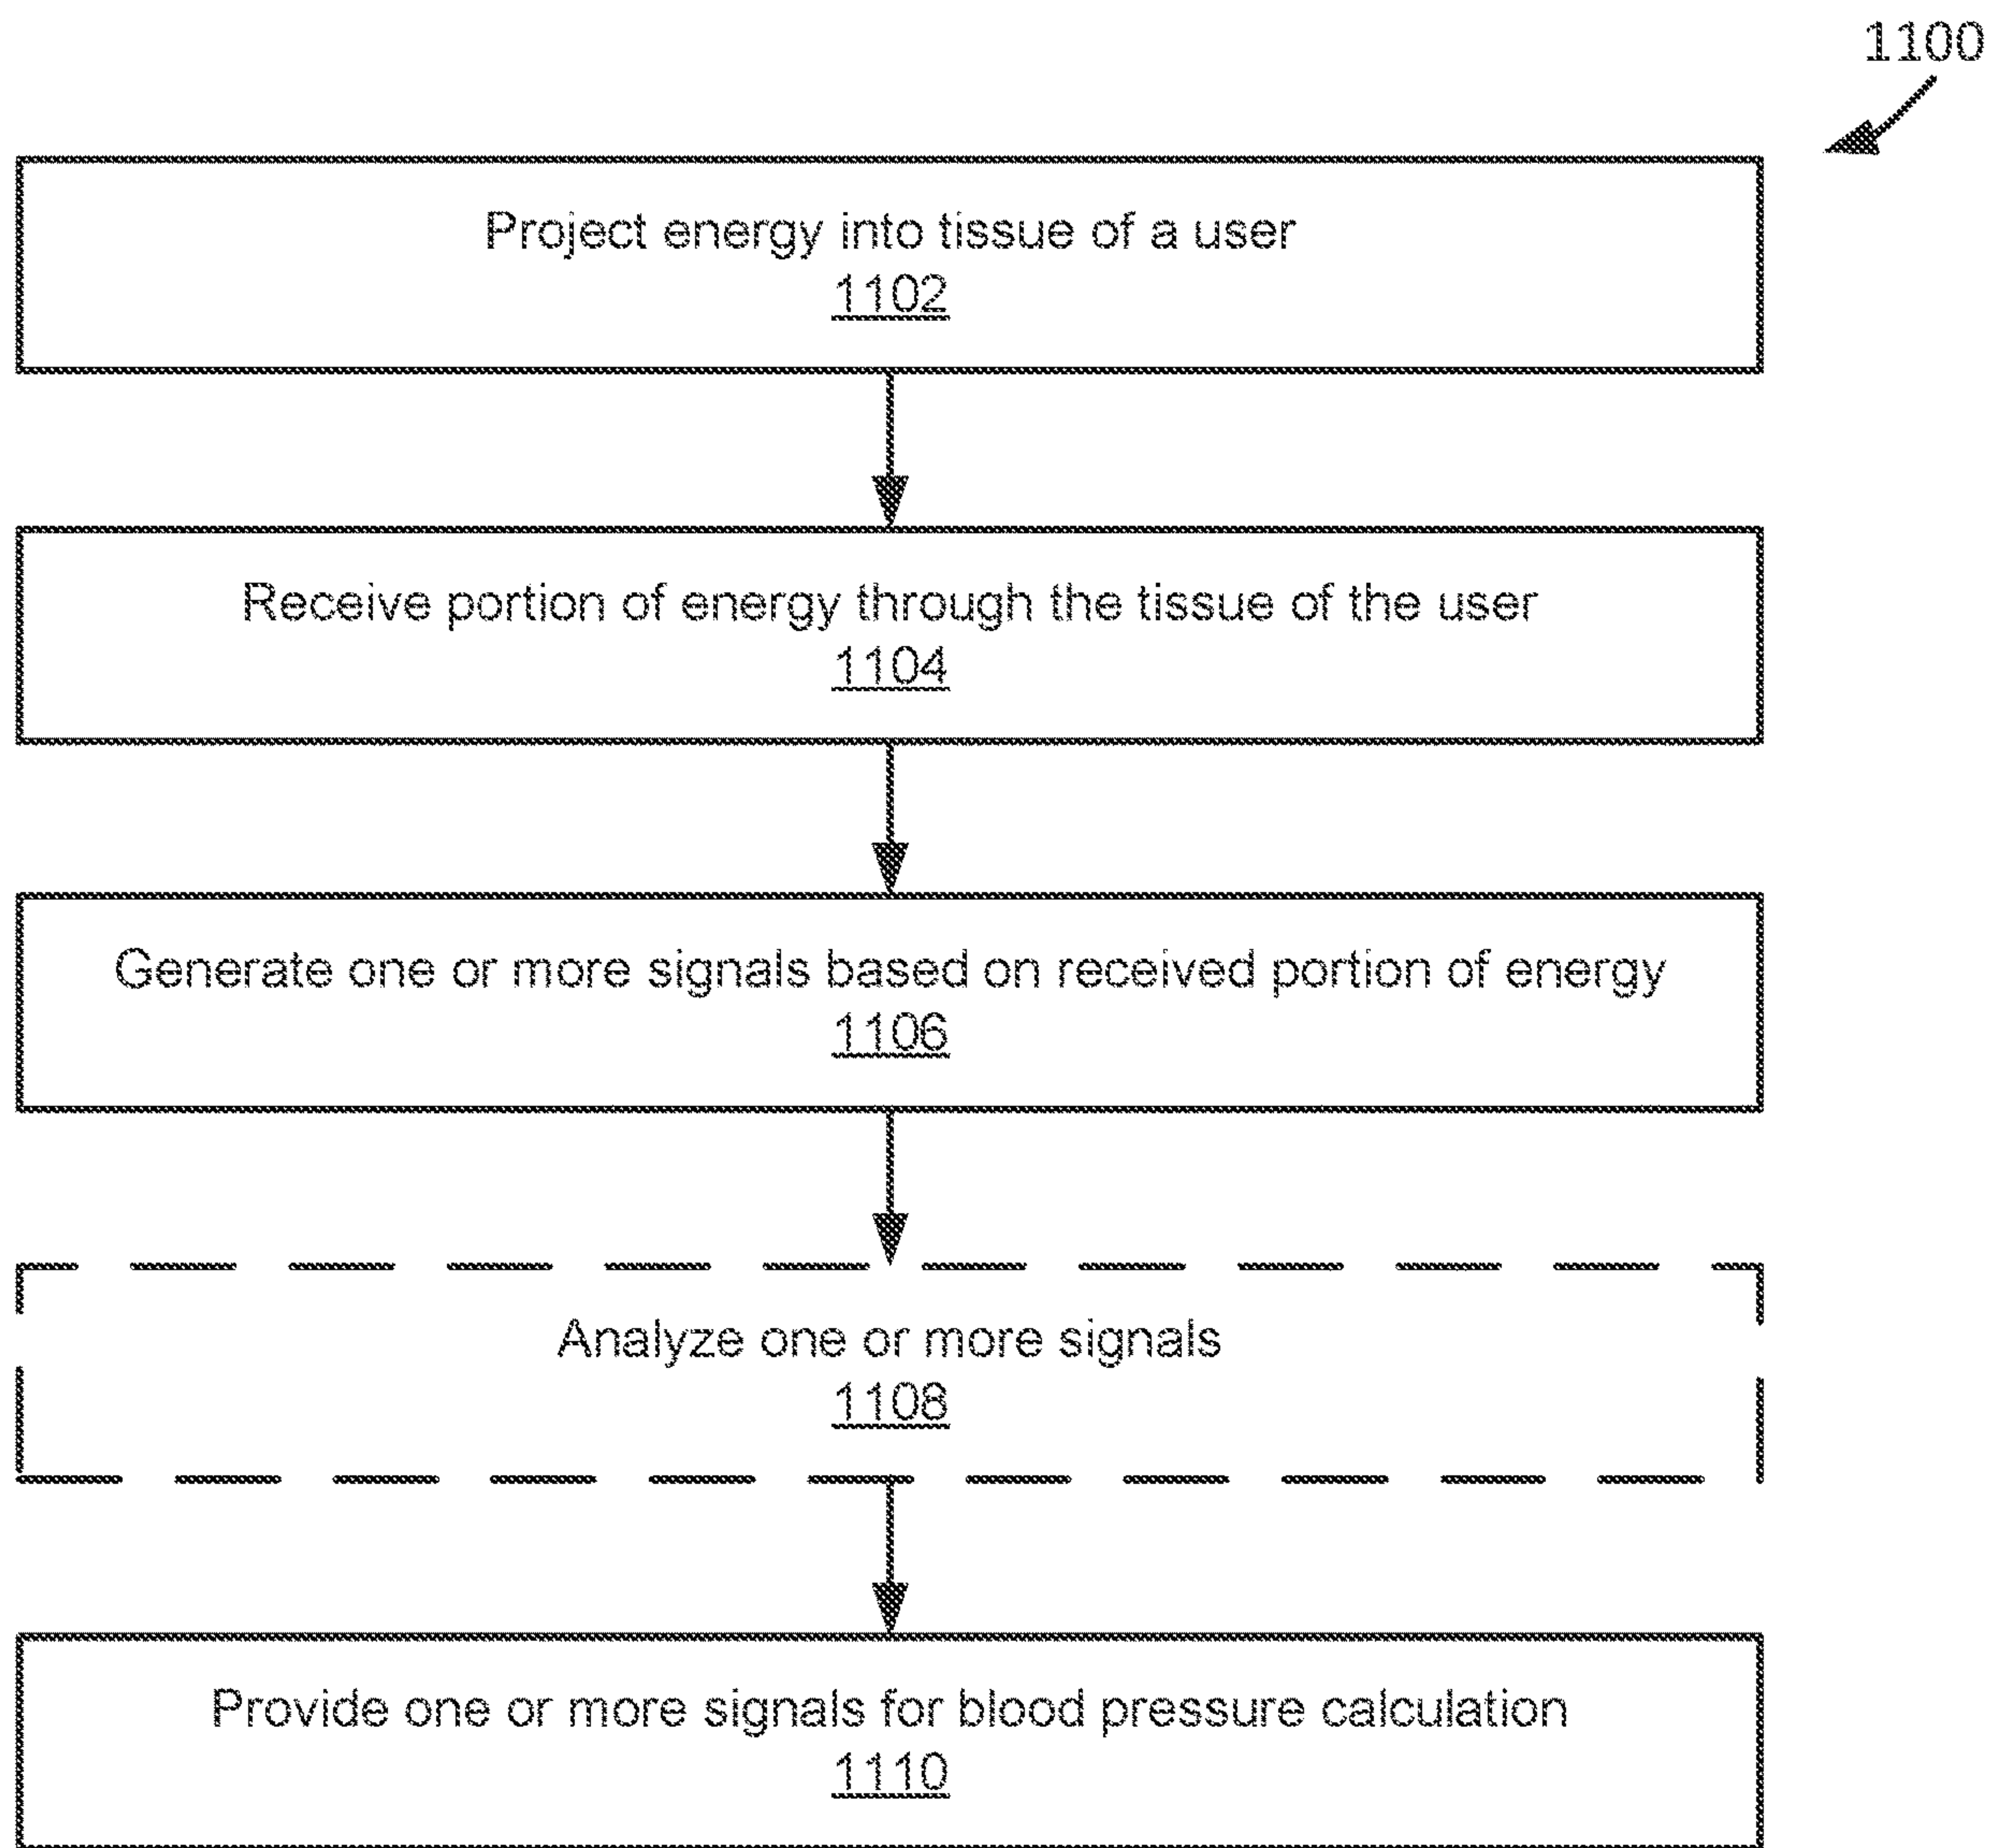 1100
Project energy into tissue of a user
1102
Receive portion of energy through the tissue of the user
1104
Generate one or more signals based on received portion of energy
1106
Analyze one or more signals
1108
Provide one or more signals for blood pressure calculation
1110